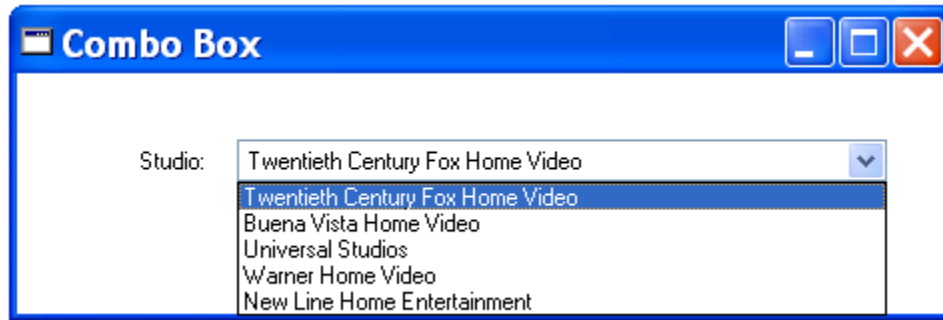 Combo Box
Studio: Twentieth Century Fox Home Video
Twentieth Century Fox Home Video
Buena Vista Home Video
Universal Studios
Warner Home Video
New Line Home Entertainment